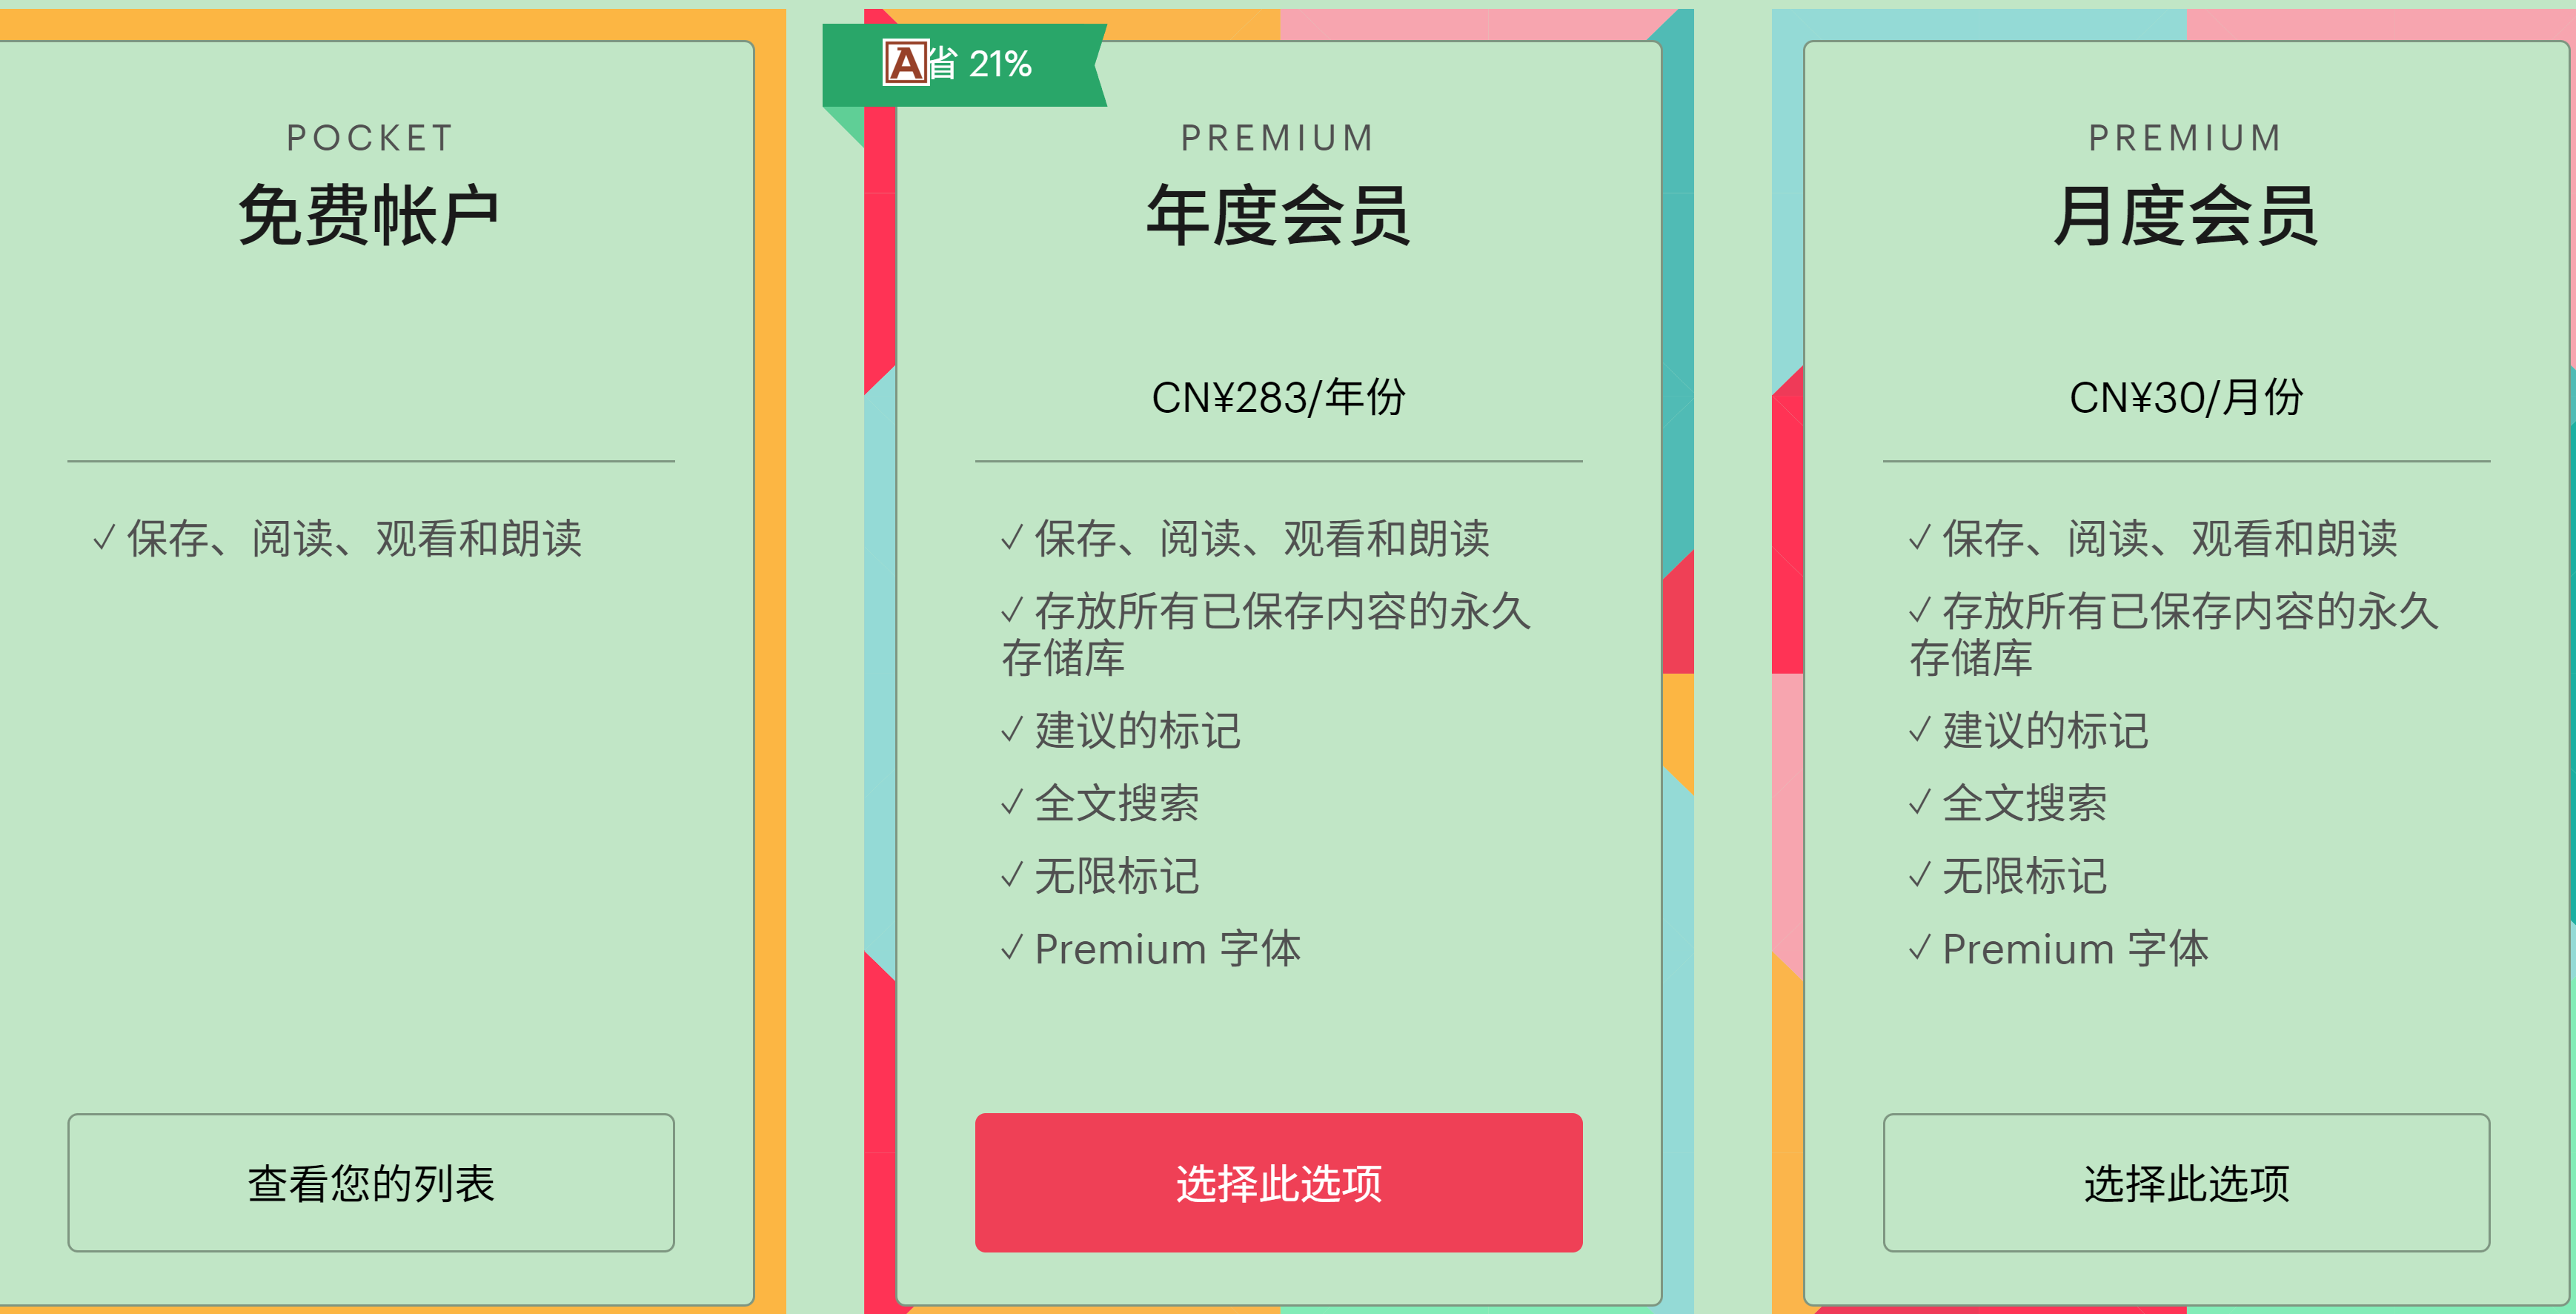 POCKET
免费帐户
✓ 保存、阅读、观看和朗读
查看您的列表
A省 21%
PREMIUM
年度会员
CN¥283/年份
✓ 保存、阅读、观看和朗读
✓ 存放所有已保存内容的永久
存储库
✓ 建议的标记
✓ 全文搜索
✓ 无限标记
✓ Premium 字体
选择此选项
PREMIUM
月度会员
CN¥30/月份
✓ 保存、阅读、观看和朗读
✓ 存放所有已保存内容的永久
存储库
✓ 建议的标记
✓ 全文搜索
✓ 无限标记
✓ Premium 字体
选择此选项